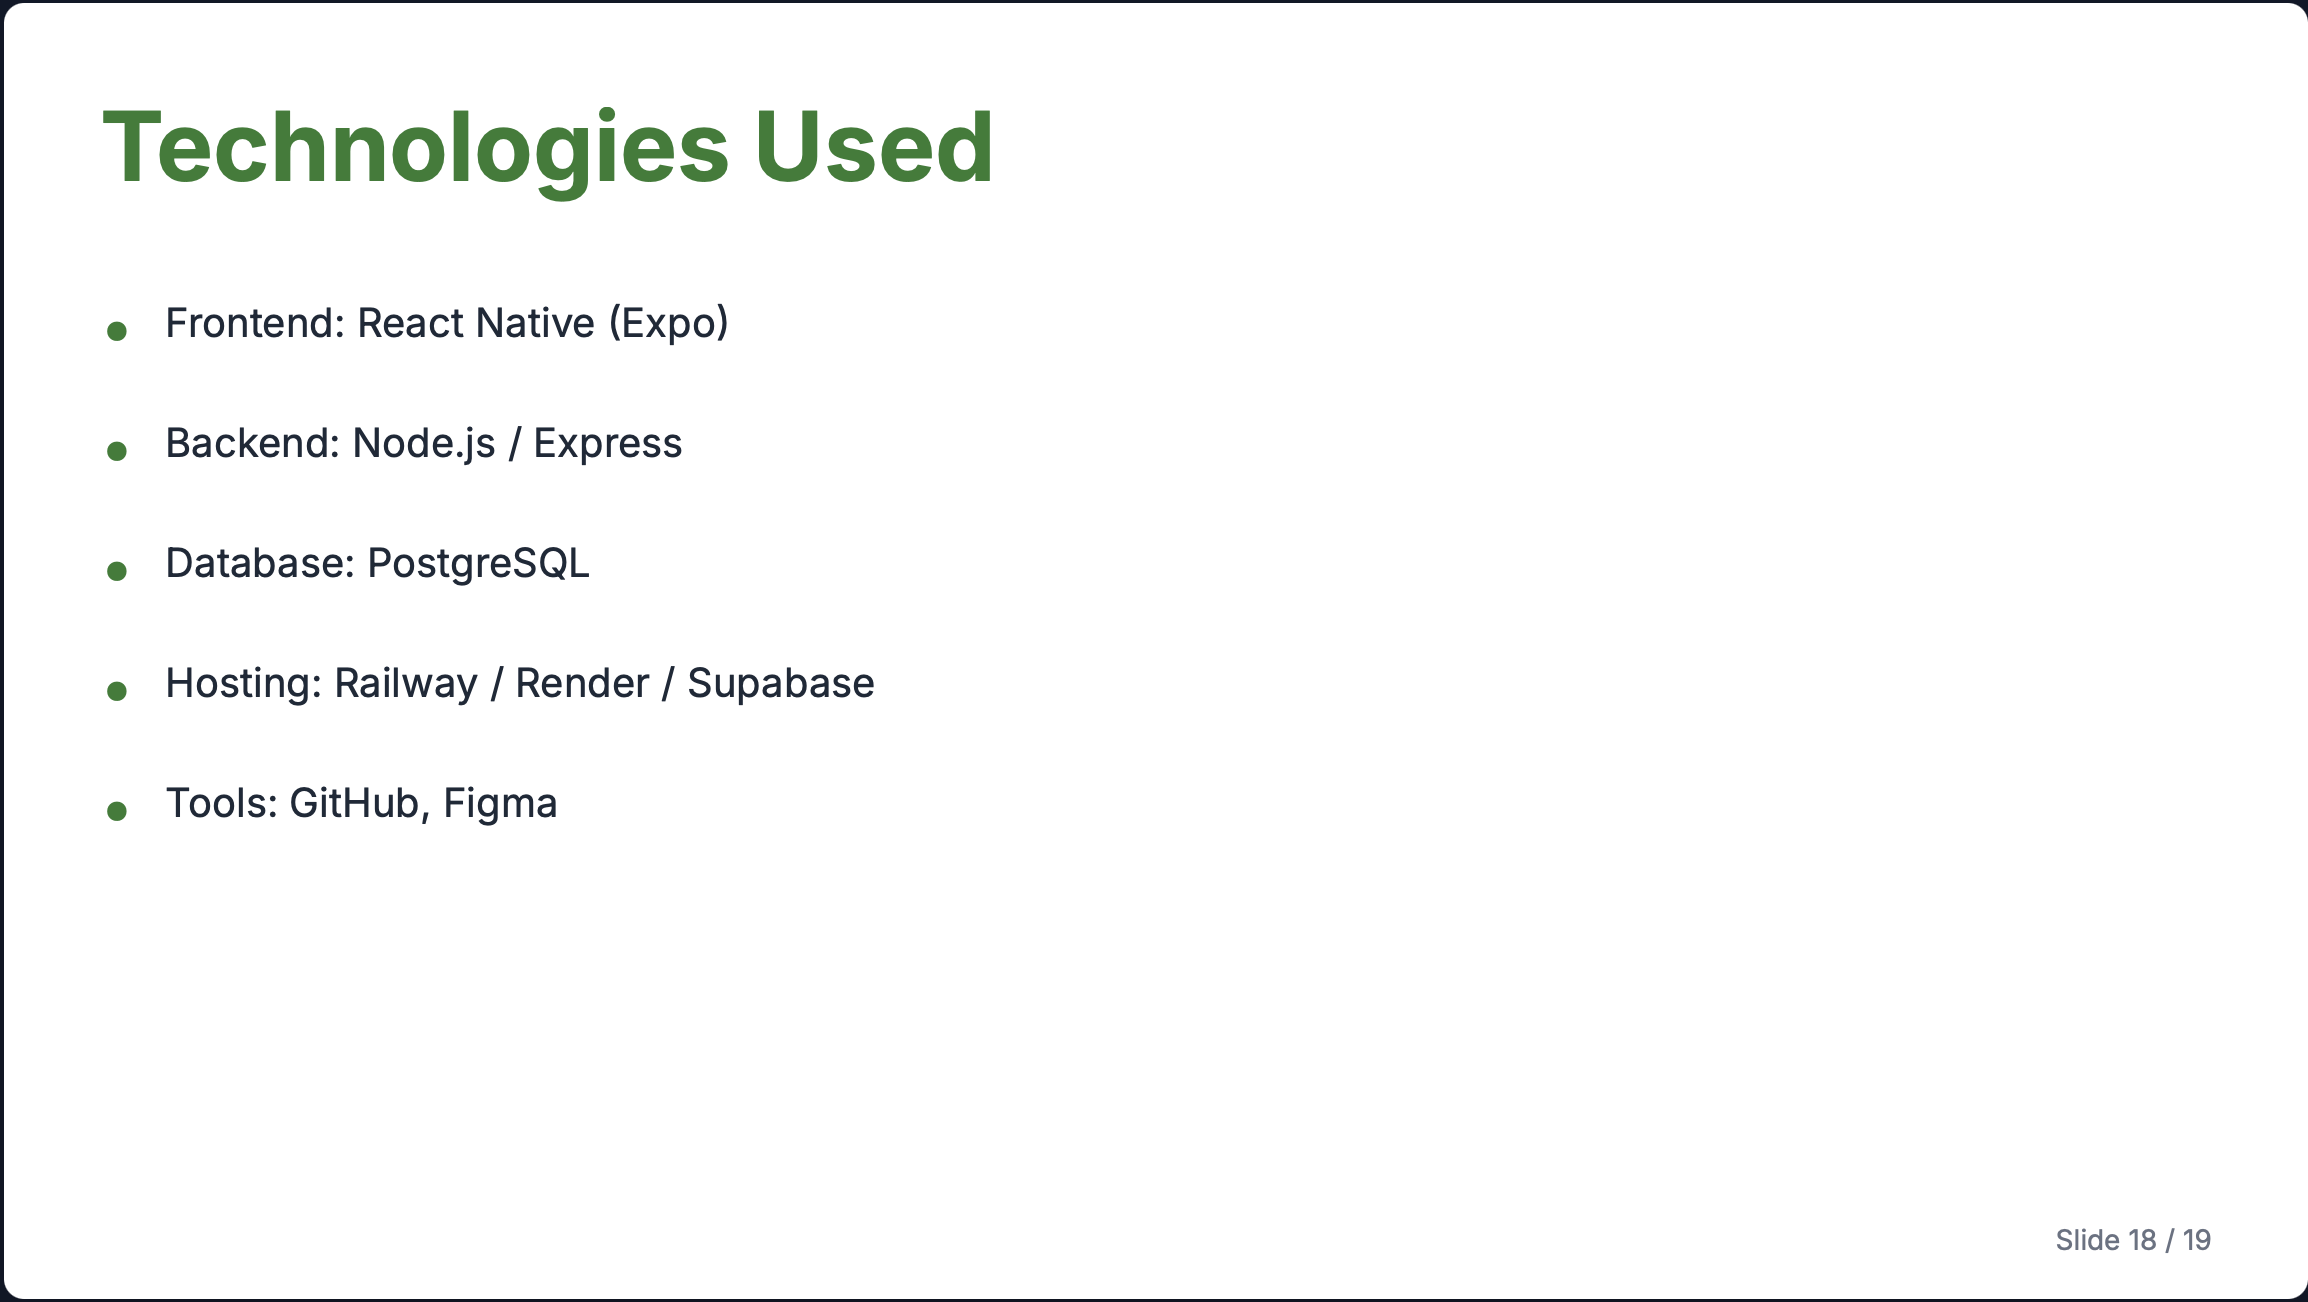 Technologies Used
● Frontend: React Native (Expo)
● Backend: Node.js / Express
● Database: PostgreSQL
● Hosting: Railway / Render / Supabase
● Tools: GitHub, Figma
Slide 18 / 19